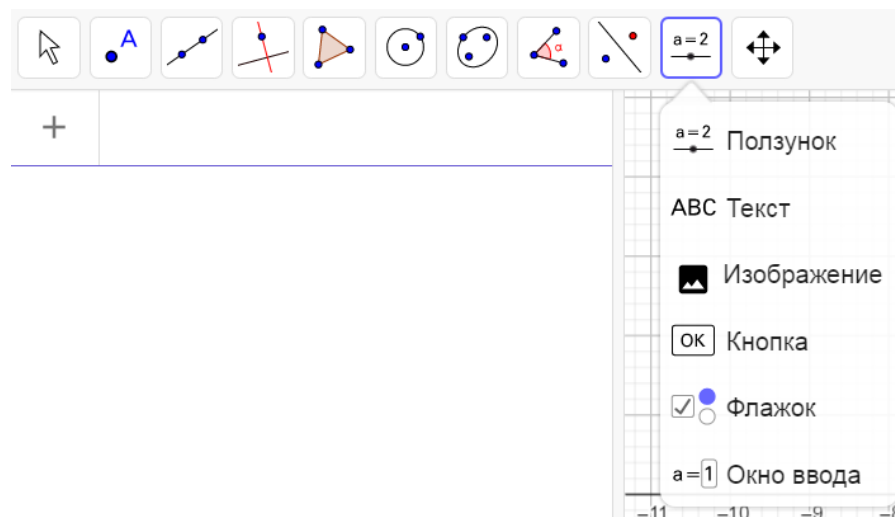 A
α
a=2
+
a=2 Ползунок
ABC Текст
Изображение
OK Кнопка
Флажок
a=1 Окно ввода
-11 -10 -9